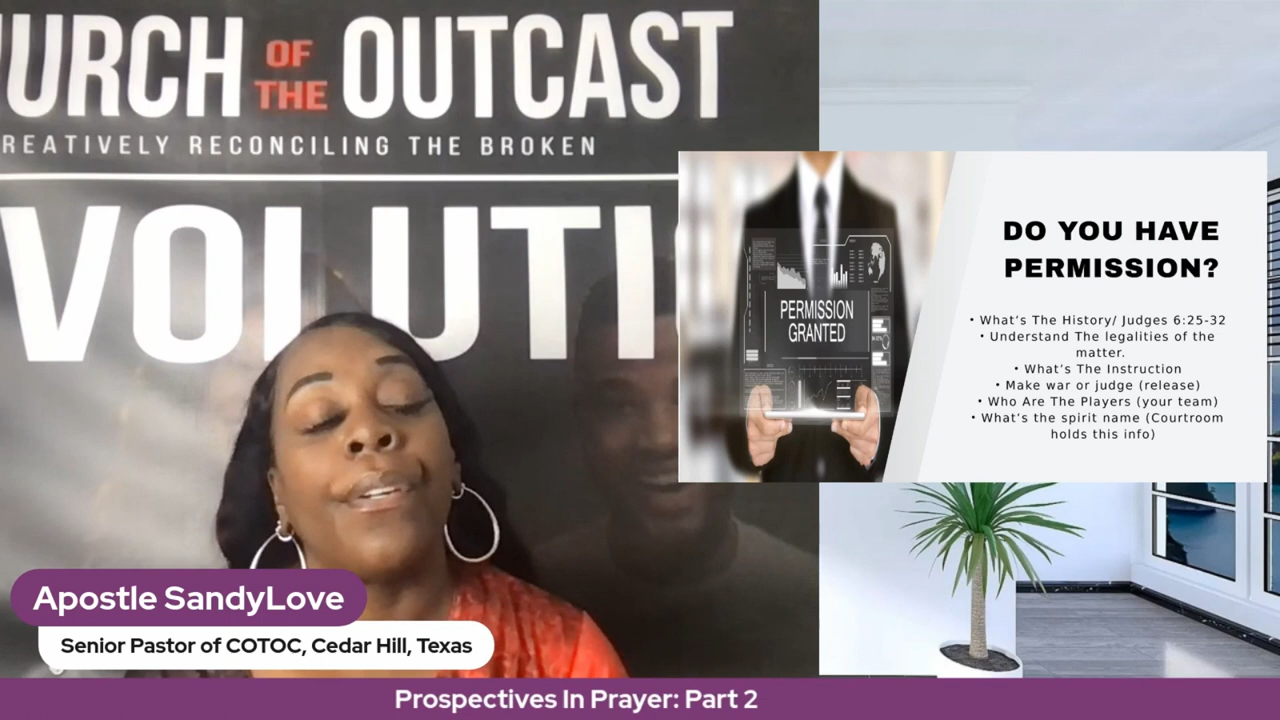 URCH OF THE OUTCAST
REATIVELY RECONCILING THE BROKEN
VOLUTI
PERMISSION
GRANTED
DO YOU HAVE
PERMISSION?
• What's The History/ Judges 6:25-32
• Understand The legalities of the
matter.
• What's The Instruction
• Make war or judge (release)
• Who Are The Players (your team)
• What's the spirit name (Courtroom
holds this info)
Apostle SandyLove
Senior Pastor of COTOC, Cedar Hill, Texas
Prospectives In Prayer: Part 2